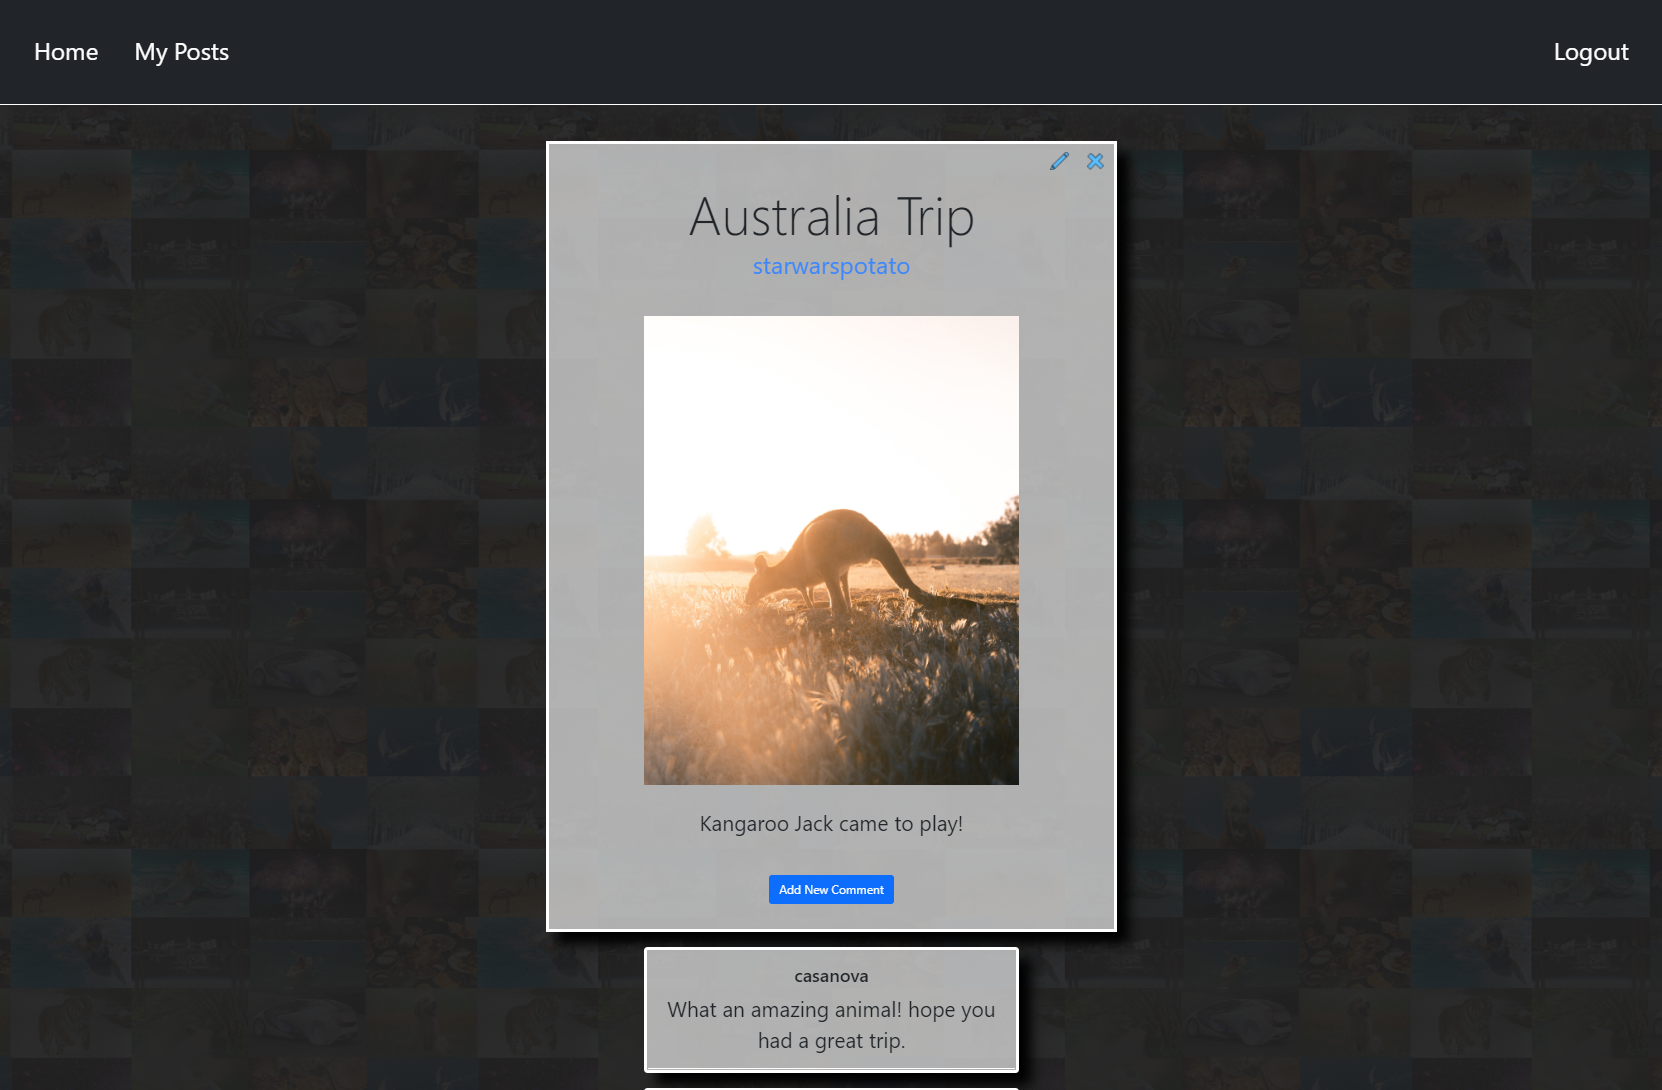 Home My Posts Logout
Australia Trip
starwarspotato
Kangaroo Jack came to play!
Add New Comment
casanova
What an amazing animal! hope you
had a great trip.